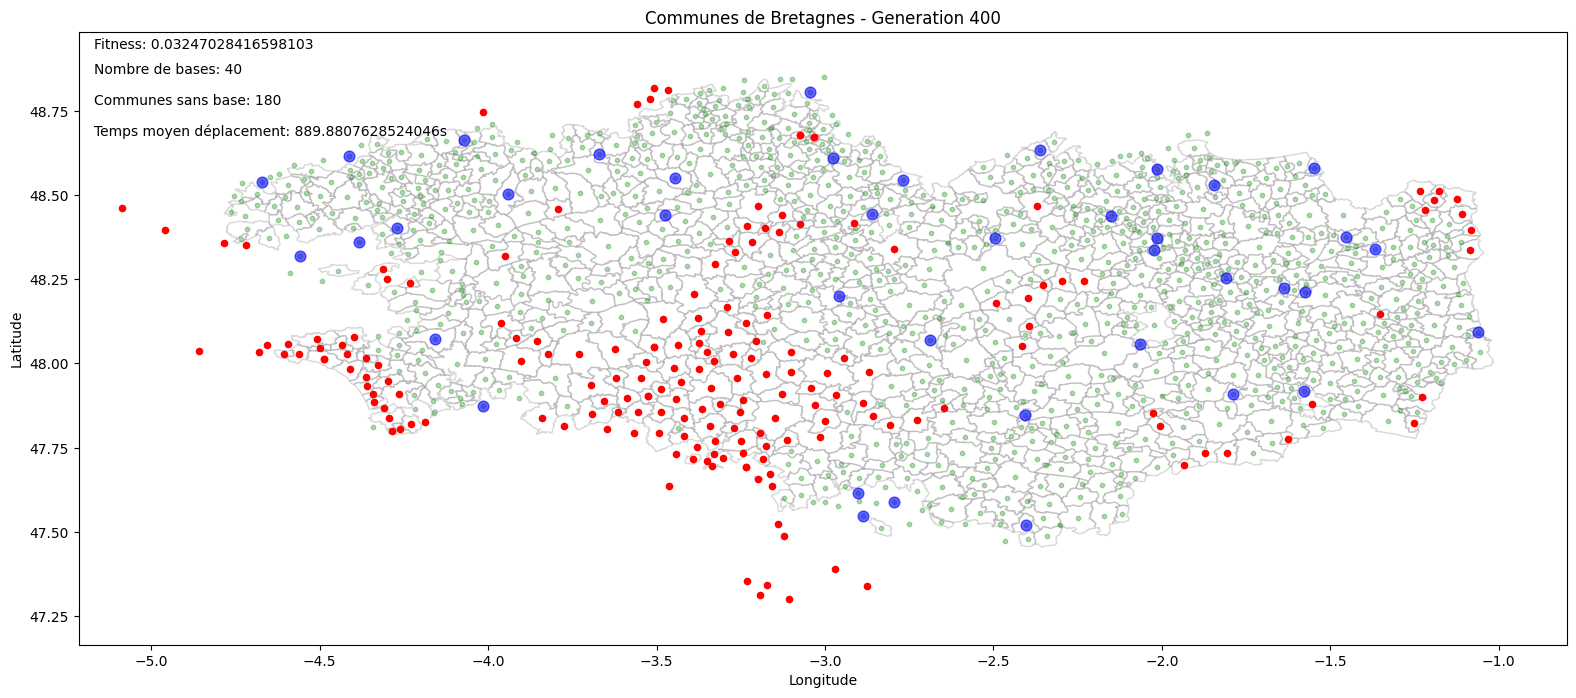 Communes de Bretagnes - Generation 400
Fitness: 0.03247028416598103
Nombre de bases: 40
Communes sans base: 180
Temps moyen déplacement: 889.8807628524046s
Latitude
48.75
48.50
48.25
48.00
47.75
47.50
47.25
−5.0 −4.5 −4.0 −3.5 −3.0 −2.5 −2.0 −1.5 −1.0
Longitude